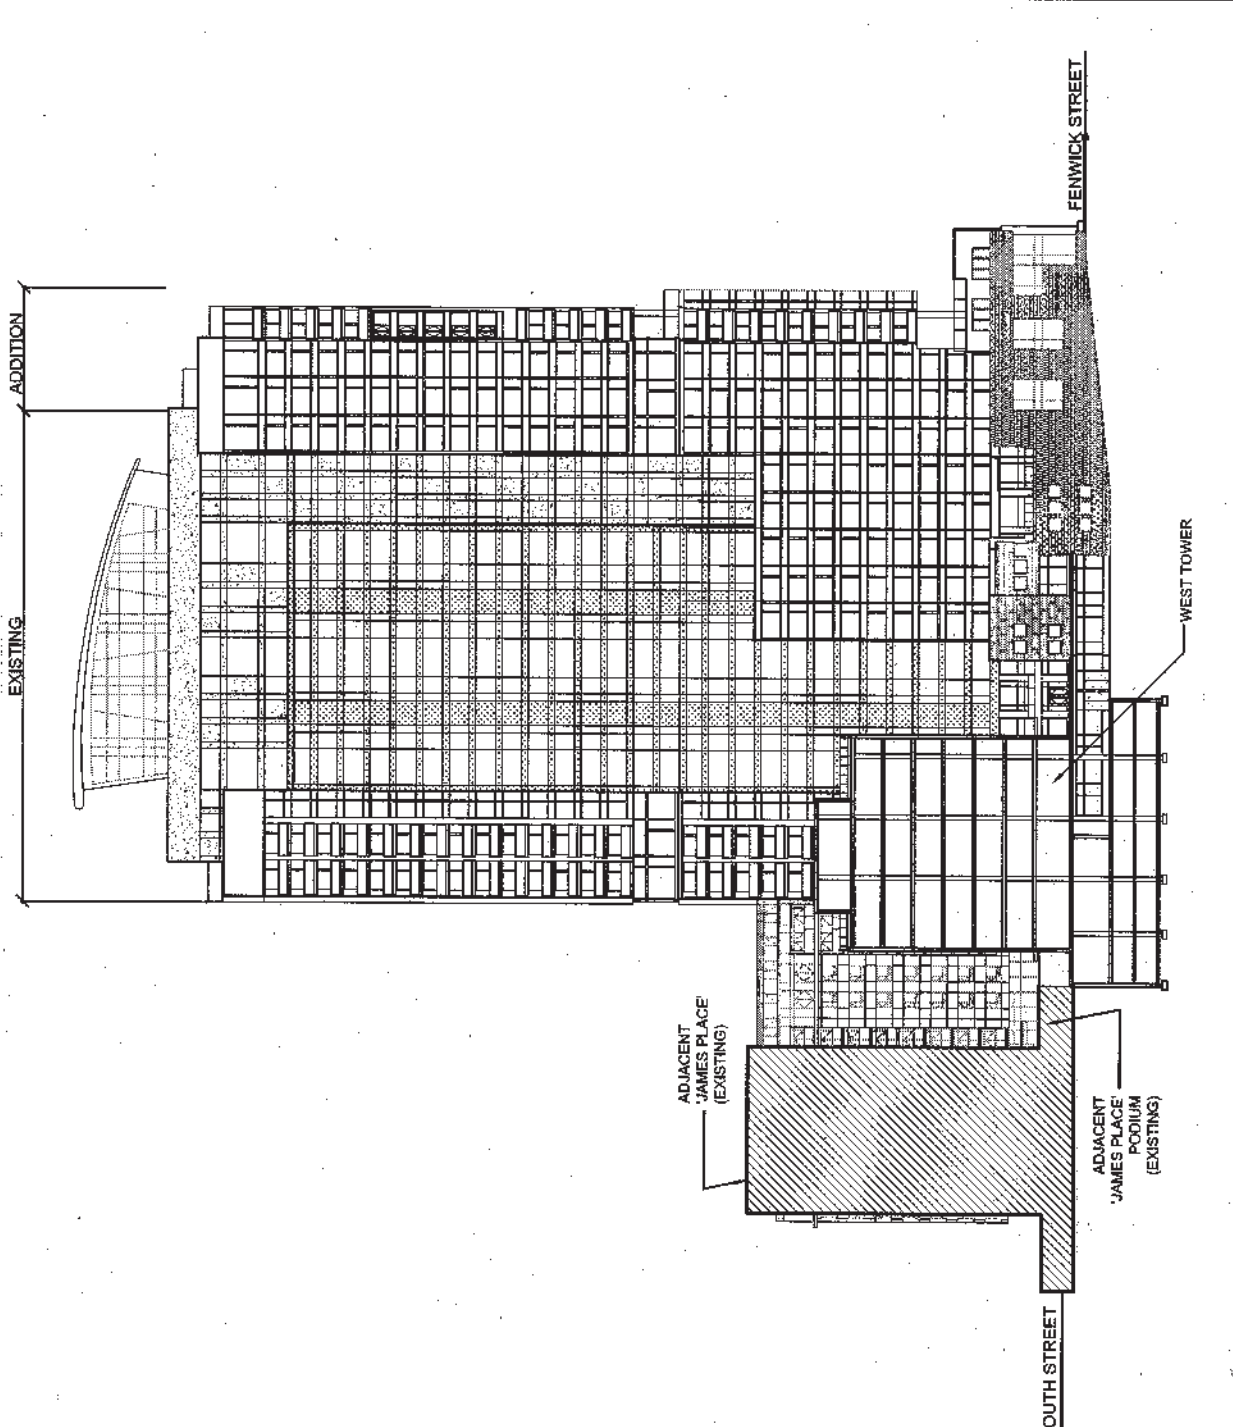 EXISTING
ADDITION
ADJACENT
'JAMES PLACE'
(EXISTING)
FENWICK STREET
WEST TOWER
ADJACENT
'JAMES PLACE'
PODIUM
(EXISTING)
OUTH STREET